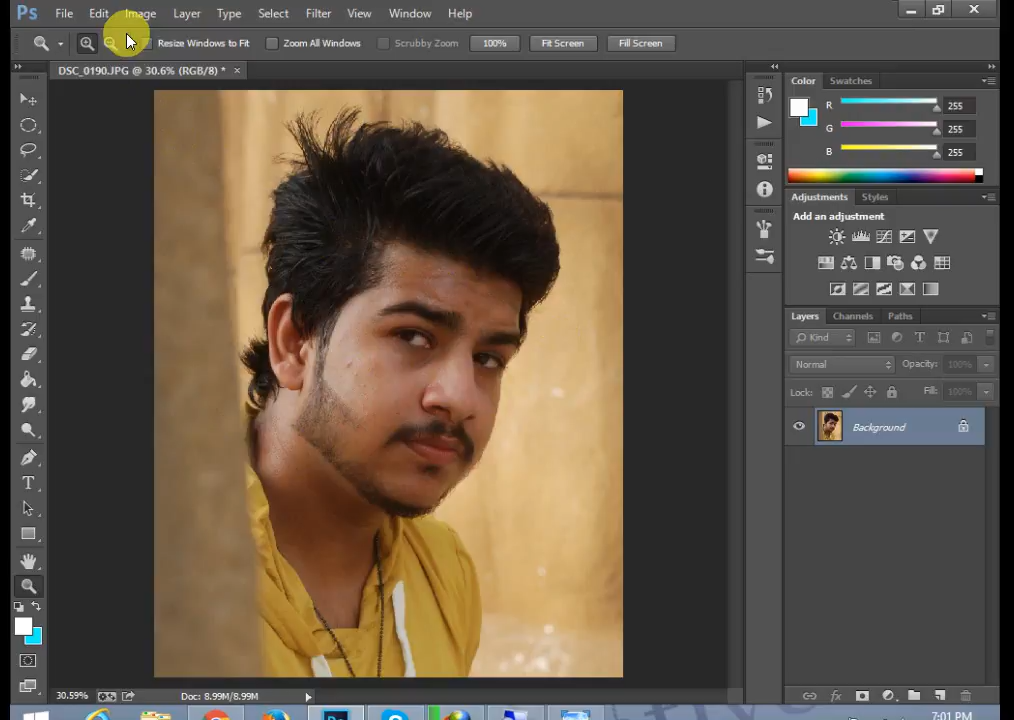 Ps File Edit Image Layer Type Select Filter View Window Help
Resize Windows to Fit Zoom All Windows Scrubby Zoom 100% Fit Screen Fill Screen
DSC_0190.JPG @ 30.6% (RGB/8) * ×
Color Swatches
R 255
G 255
B 255
Adjustments Styles
Add an adjustment
Layers Channels Paths
Kind
Normal Opacity: 100%
Lock: Fill: 100%
Background
30.59% Doc: 8.99M/8.99M
7:01 PM